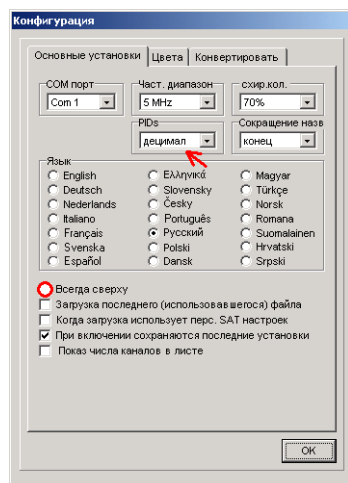 Конфигурация
Основные установки Цвета Конвертировать
COM порт Част. диапазон схир.кол.
Com 1 5 MHz 70%
PIDs Сокращение назв
децимал конец
Язык
English Ελληνικά Magyar
Deutsch Slovensky Türkçe
Nederlands Česky Norsk
Italiano Português Romana
Français Русский Suomalainen
Svenska Polski Hrvatski
Español Dansk Srpski
Всегда сверху
Загрузка последнего (использовавшегося) файла
Когда загрузка использует перс. SAT настроек
При включении сохраняются последние установки
Показ числа каналов в листе
OK